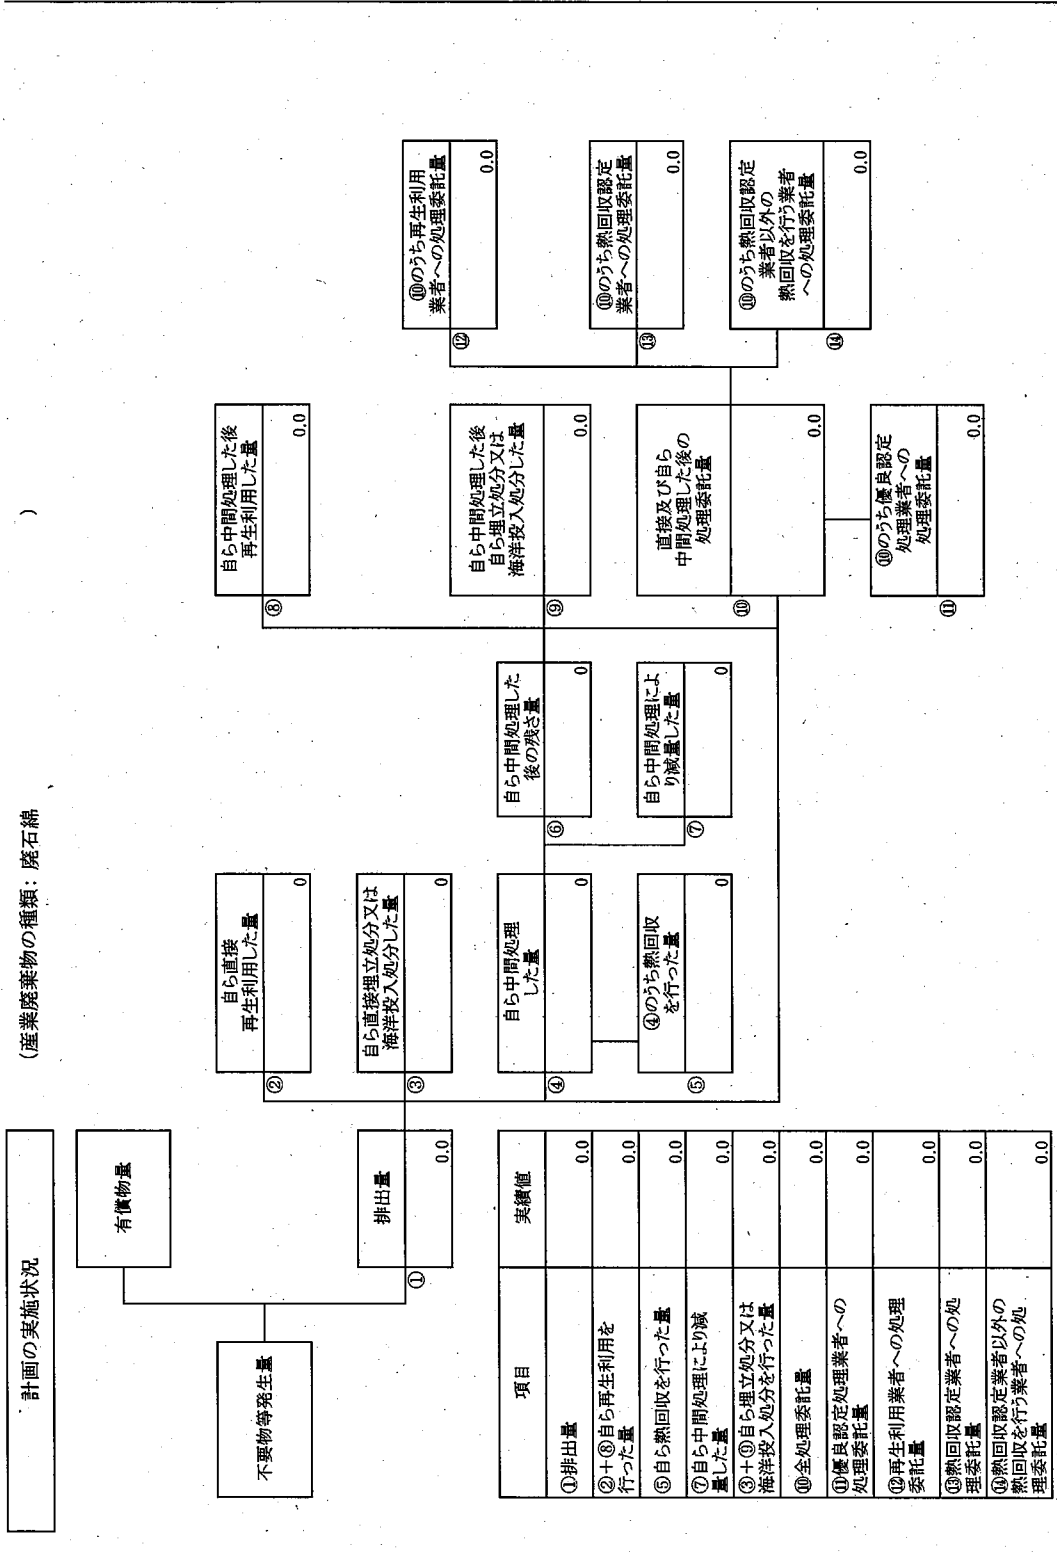 計画の実施状況
(産業廃棄物の種類：廃石綿
)
不要物等発生量
有償物量
①
排出量
0.0
②
自ら直接
再生利用した量
0
③
自ら直接埋立処分又は
海洋投入処分した量
0
④
自ら中間処理
した量
0
⑤
④のうち熱回収
を行った量
0
⑥
自ら中間処理した
後の残さ量
0
⑦
自ら中間処理によ
り減量した量
0
⑧
自ら中間処理した後
再生利用した量
0.0
⑨
自ら中間処理した後
自ら埋立処分又は
海洋投入処分した量
0.0
⑩
直接及び自ら
中間処理した後の
処理委託量
0.0
⑪
⑩のうち優良認定
処理業者への
処理委託量
0.0
⑫
⑩のうち再生利用
業者への処理委託量
0.0
⑬
⑩のうち熱回収認定
業者への処理委託量
0.0
⑭
⑩のうち熱回収認定
業者以外の
熱回収を行う業者
への処理委託量
0.0
項目 実績値
①排出量 0.0
②+⑧自ら再生利用を
行った量 0.0
⑤自ら熱回収を行った量 0.0
⑦自ら中間処理により減
量した量 0.0
③+⑨自ら埋立処分又は
海洋投入処分を行った量 0.0
⑩全処理委託量 0.0
⑪優良認定処理業者への
処理委託量 0.0
⑫再生利用業者への処理
委託量 0.0
⑬熱回収認定業者への処
理委託量 0.0
⑭熱回収認定業者以外の
熱回収を行う業者への処
理委託量 0.0